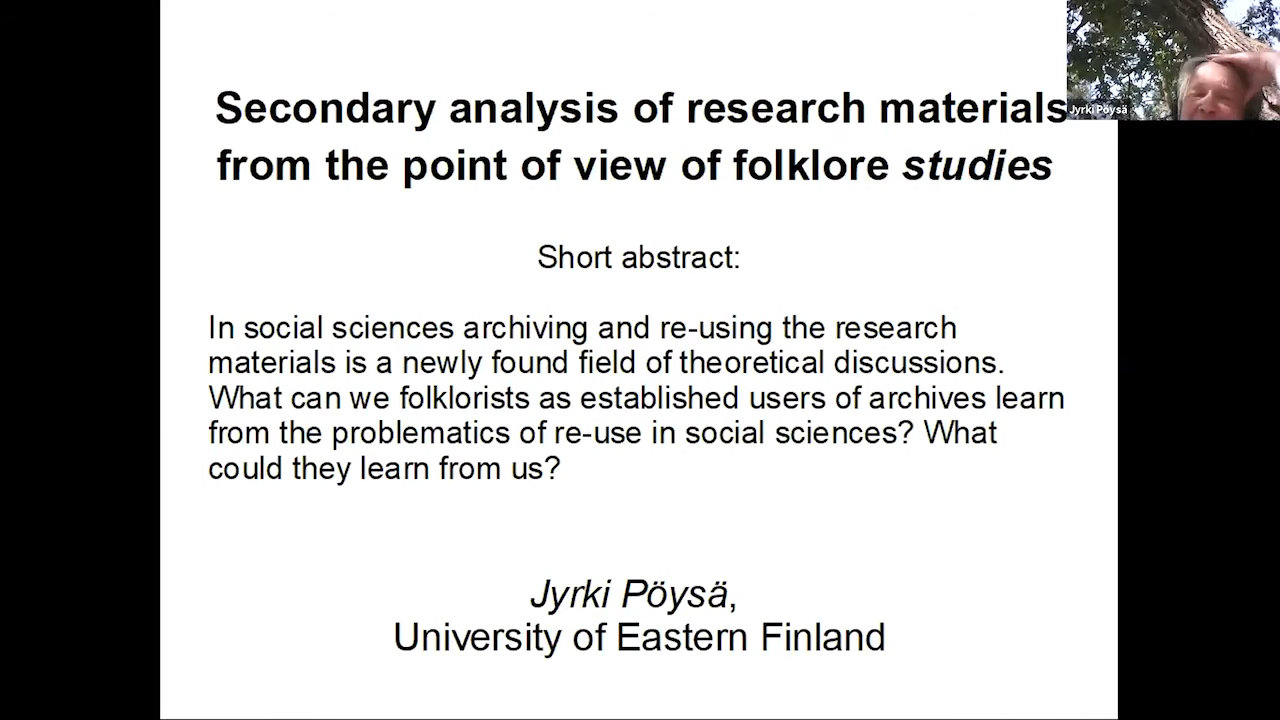 Secondary analysis of research materials
from the point of view of folklore studies
Jyrki Pöysä
Short abstract:
In social sciences archiving and re-using the research
materials is a newly found field of theoretical discussions.
What can we folklorists as established users of archives learn
from the problematics of re-use in social sciences? What
could they learn from us?
Jyrki Pöysä,
University of Eastern Finland